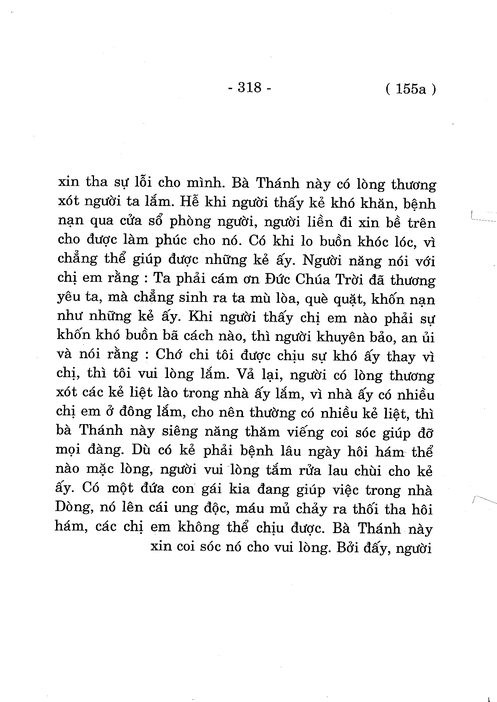 - 318 - ( 155a )
xin tha sự lỗi cho mình. Bà Thánh này có lòng thương
xót người ta lắm. Hễ khi người thấy kẻ khó khăn, bệnh
nạn qua cửa sổ phòng người, người liền đi xin bề trên
cho được làm phúc cho nó. Có khi lo buồn khóc lóc, vì
chẳng thể giúp được những kẻ ấy. Người năng nói với
chị em rằng : Ta phải cám ơn Đức Chúa Trời đã thương
yêu ta, mà chẳng sinh ra ta mù lòa, què quặt, khốn nạn
như những kẻ ấy. Khi người thấy chị em nào phải sự
khốn khó buồn bã cách nào, thì người khuyên bảo, an ủi
và nói rằng : Chớ chi tôi được chịu sự khó ấy thay vì
chị, thì tôi vui lòng lắm. Vả lại, người có lòng thương
xót các kẻ liệt lào trong nhà ấy lắm, vì nhà ấy có nhiều
chị em ở đông lắm, cho nên thường có nhiều kẻ liệt, thì
bà Thánh này siêng năng thăm viếng coi sóc giúp đỡ
mọi đàng. Dù có kẻ phải bệnh lâu ngày hôi hám thể
nào mặc lòng, người vui lòng tắm rửa lau chùi cho kẻ
ấy. Có một đứa con gái kia đang giúp việc trong nhà
Dòng, nó lên cái ung độc, máu mủ chảy ra thối tha hôi
hám, các chị em không thể chịu được. Bà Thánh này
xin coi sóc nó cho vui lòng. Bởi đấy, người